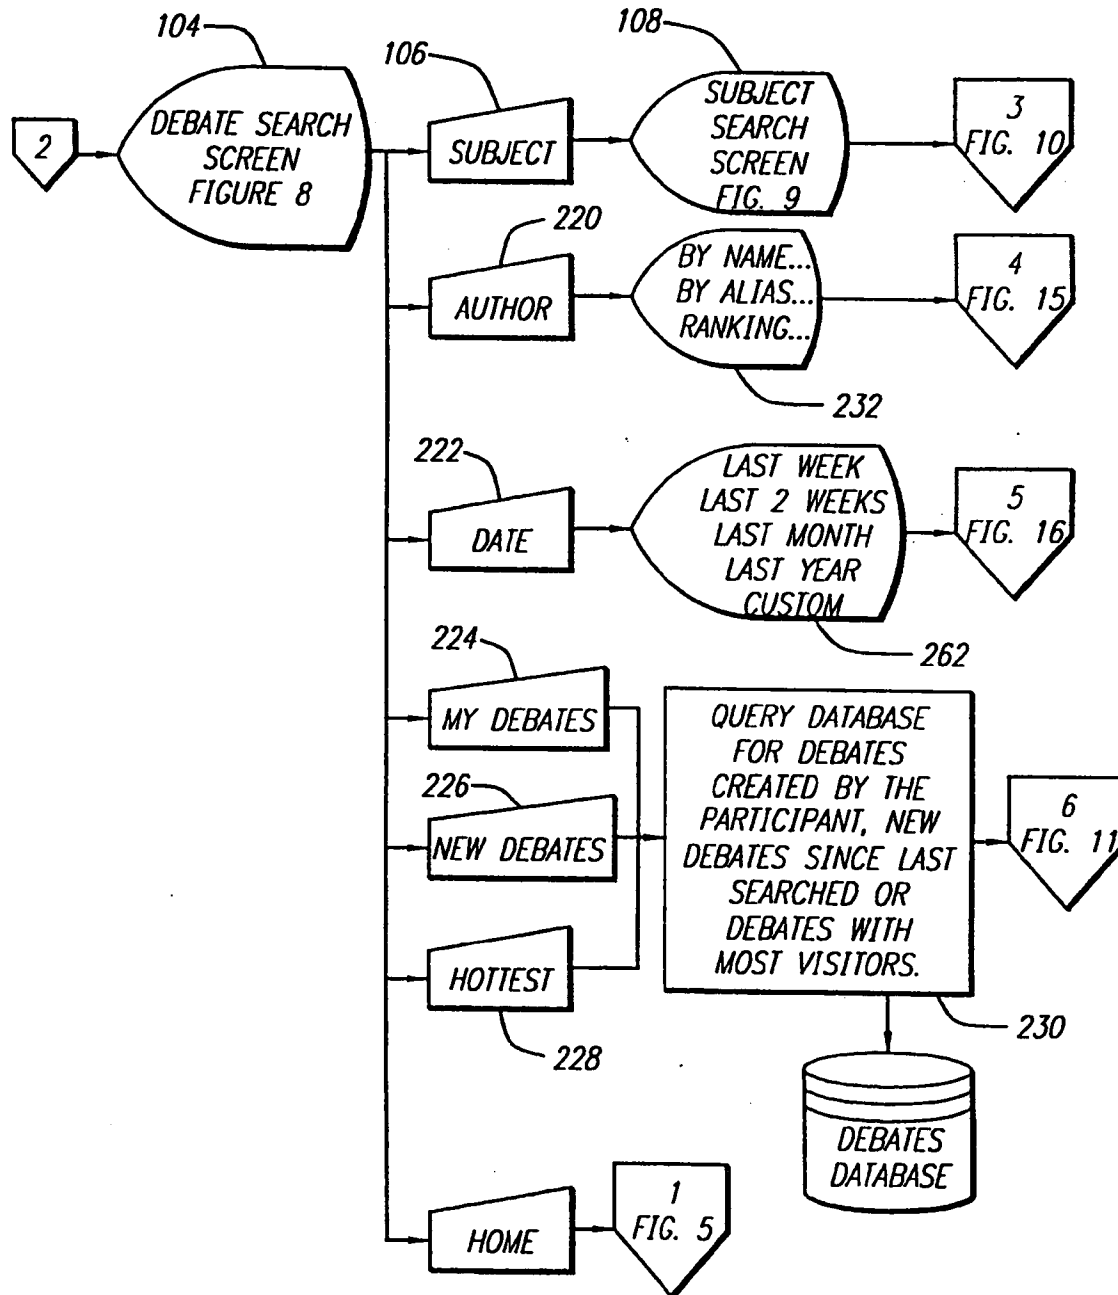 104
2
DEBATE SEARCH
SCREEN
FIGURE 8
106
SUBJECT
108
SUBJECT
SEARCH
SCREEN
FIG. 9
3
FIG. 10
220
AUTHOR
BY NAME...
BY ALIAS...
RANKING...
232
4
FIG. 15
222
DATE
LAST WEEK
LAST 2 WEEKS
LAST MONTH
LAST YEAR
CUSTOM
262
5
FIG. 16
224
MY DEBATES
226
NEW DEBATES
HOTTEST
228
QUERY DATABASE
FOR DEBATES
CREATED BY THE
PARTICIPANT, NEW
DEBATES SINCE LAST
SEARCHED OR
DEBATES WITH
MOST VISITORS.
230
6
FIG. 11
DEBATES
DATABASE
HOME
1
FIG. 5